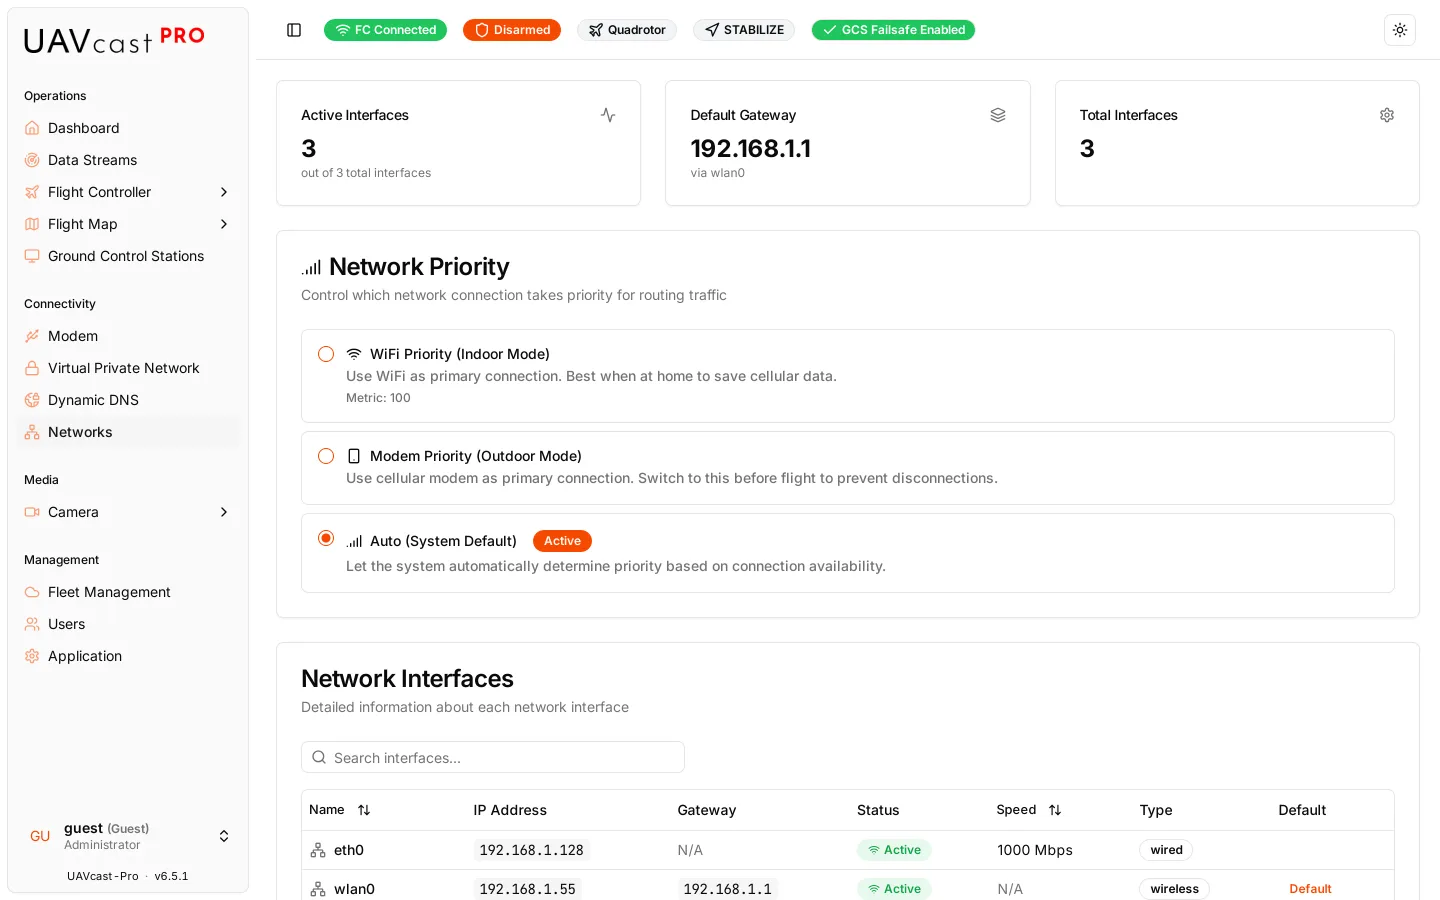 UAVcast PRO
FC Connected
Disarmed
Quadrotor
STABILIZE
GCS Failsafe Enabled
Operations
Dashboard
Data Streams
Flight Controller
Flight Map
Ground Control Stations
Connectivity
Modem
Virtual Private Network
Dynamic DNS
Networks
Media
Camera
Management
Fleet Management
Users
Application
GU
guest (Guest)
Administrator
UAVcast-Pro · v6.5.1
Active Interfaces
3
out of 3 total interfaces
Default Gateway
192.168.1.1
via wlan0
Total Interfaces
3
Network Priority
Control which network connection takes priority for routing traffic
WiFi Priority (Indoor Mode)
Use WiFi as primary connection. Best when at home to save cellular data.
Metric: 100
Modem Priority (Outdoor Mode)
Use cellular modem as primary connection. Switch to this before flight to prevent disconnections.
Auto (System Default) Active
Let the system automatically determine priority based on connection availability.
Network Interfaces
Detailed information about each network interface
Search interfaces...
Name IP Address Gateway Status Speed Type Default
eth0 192.168.1.128 N/A Active 1000 Mbps wired
wlan0 192.168.1.55 192.168.1.1 Active N/A wireless Default